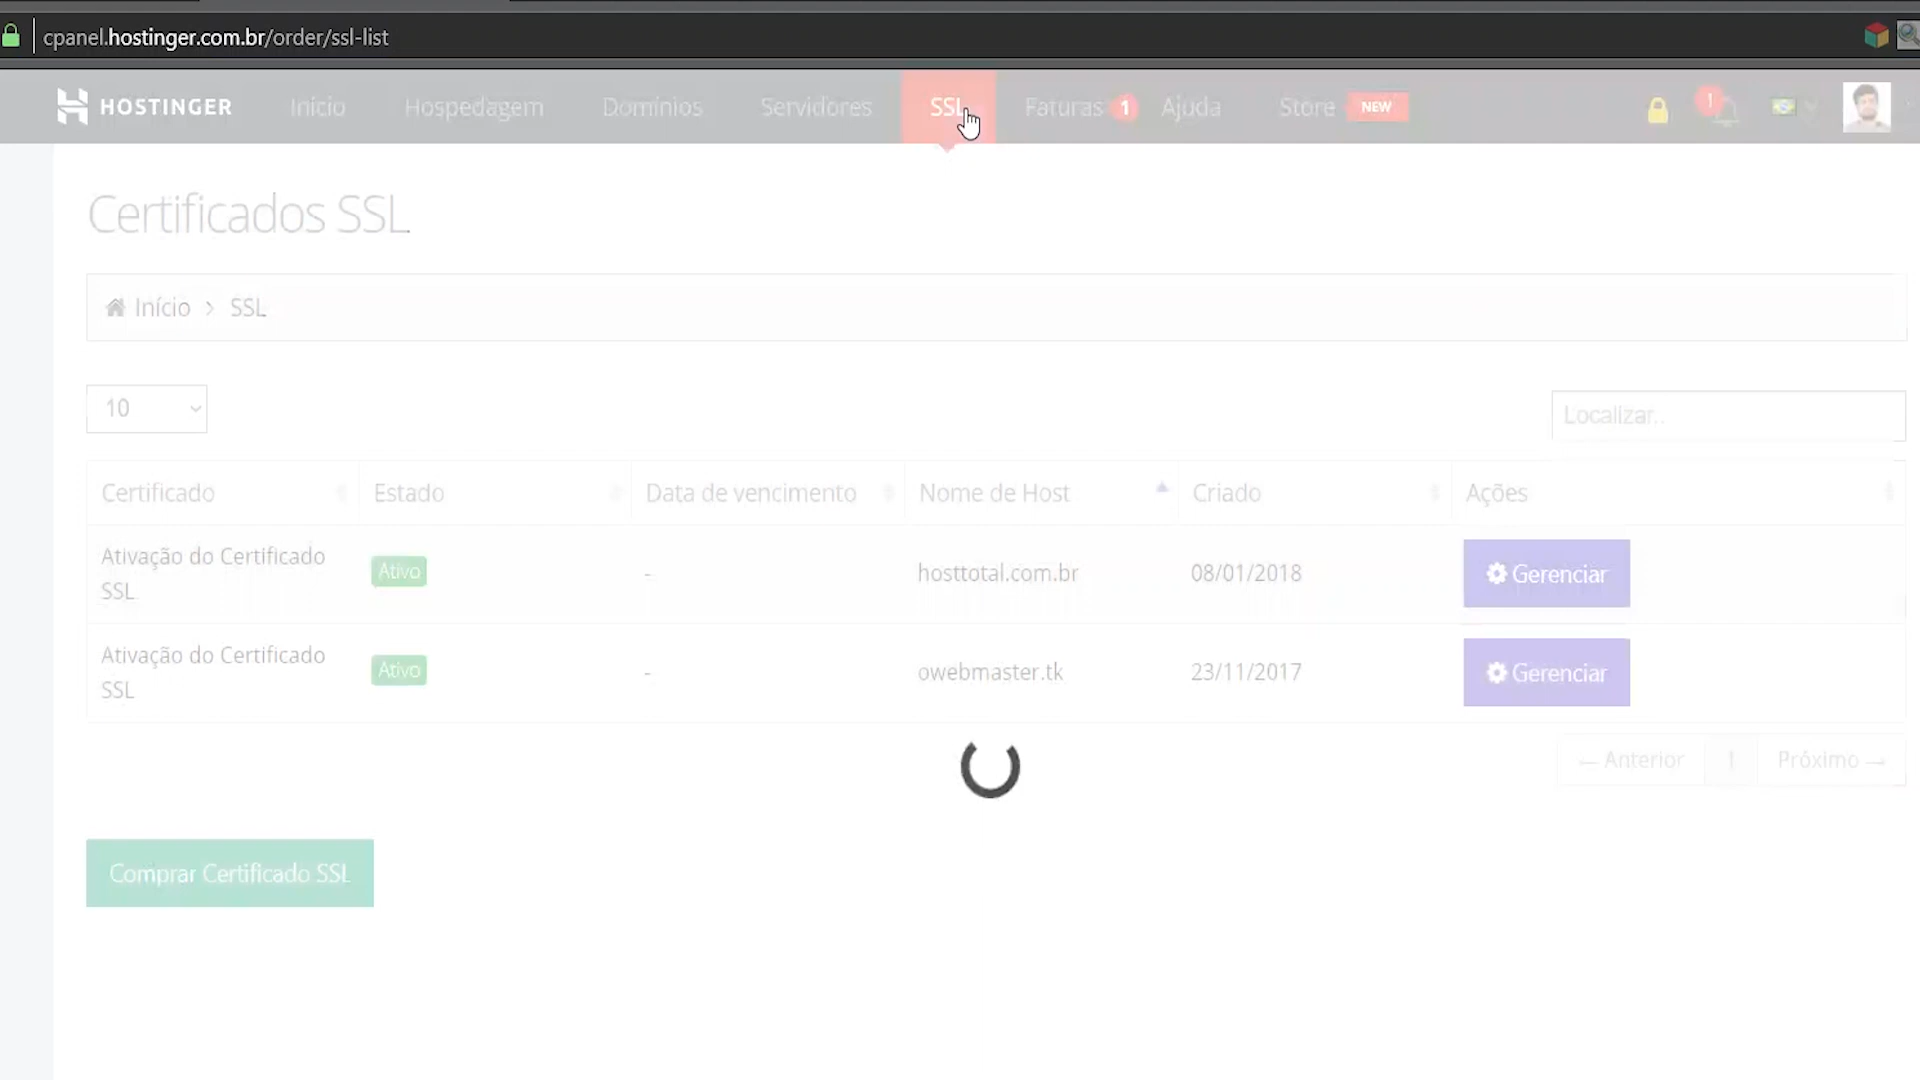 cpanel.hostinger.com.br/order/ssl-list
HOSTINGER Início Hospedagem Domínios Servidores SSL Faturas 1 Ajuda Store NEW !
Certificados SSL
Início > SSL
10
Localizar..
Certificado Estado Data de vencimento Nome de Host Criado Ações
Ativação do Certificado
SSL
Ativo - hosttotal.com.br 08/01/2018 Gerenciar
Ativação do Certificado
SSL
Ativo - owebmaster.tk 23/11/2017 Gerenciar
← Anterior 1 Próximo →
Comprar Certificado SSL